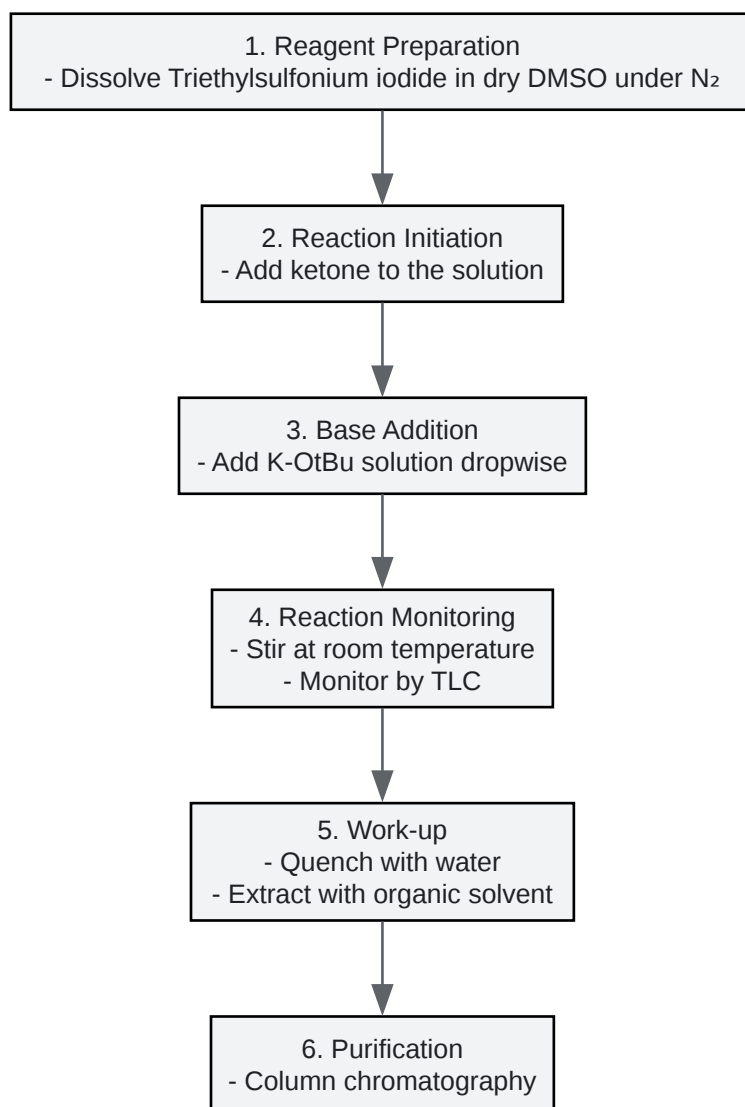 1. Reagent Preparation
- Dissolve Triethylsulfonium iodide in dry DMSO under N₂
2. Reaction Initiation
- Add ketone to the solution
3. Base Addition
- Add K-OtBu solution dropwise
4. Reaction Monitoring
- Stir at room temperature
- Monitor by TLC
5. Work-up
- Quench with water
- Extract with organic solvent
6. Purification
- Column chromatography